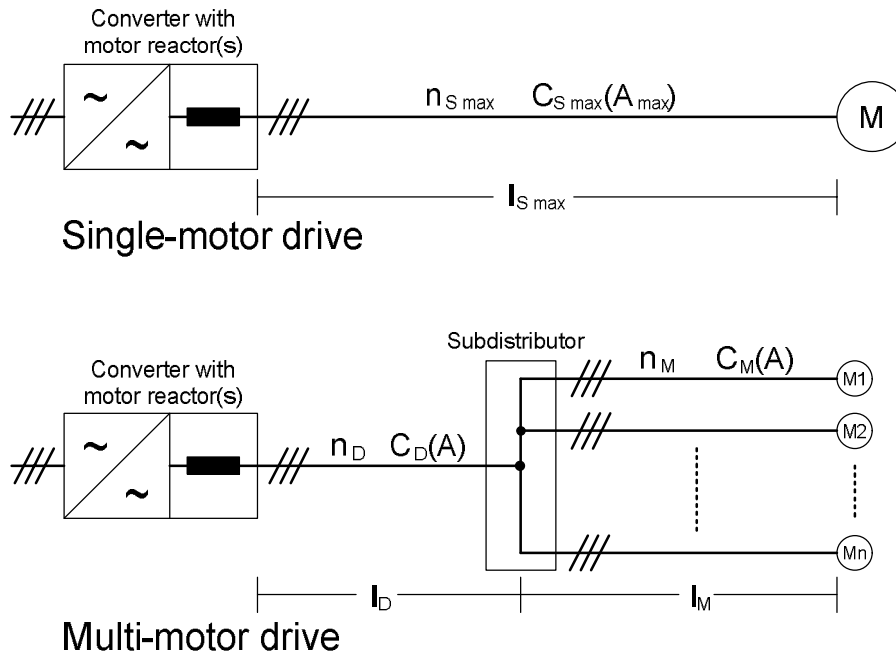 Converter with
motor reactor(s)
~
~
n S max C S max (A max)
M
l S max
Single-motor drive
Converter with
motor reactor(s)
~
~
Subdistributor
n D C D (A)
n M C M (A)
M1
M2
Mn
l D
l M
Multi-motor drive